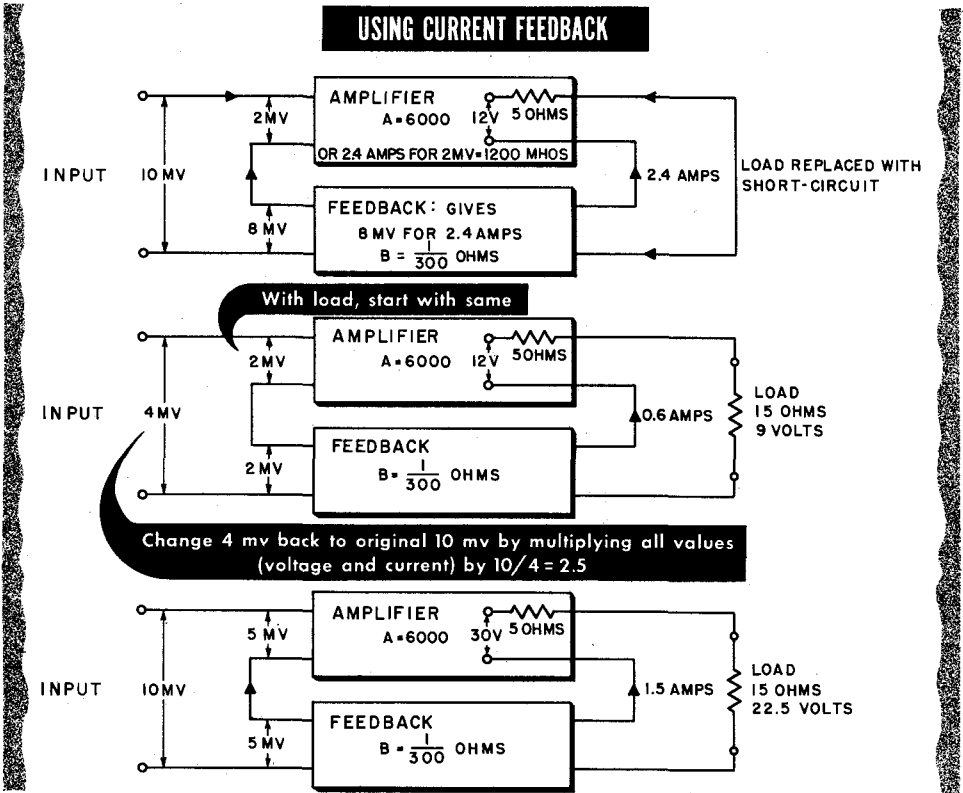 USING CURRENT FEEDBACK
AMPLIFIER
A=6000
2MV
12V
5 OHMS
OR 2.4 AMPS FOR 2MV=1200 MHOS
INPUT
10 MV
2.4 AMPS
LOAD REPLACED WITH
SHORT-CIRCUIT
FEEDBACK: GIVES
8 MV FOR 2.4 AMPS
B = 1/300 OHMS
8 MV
With load, start with same
AMPLIFIER
A=6000
2MV
12V
5OHMS
INPUT
4MV
0.6 AMPS
LOAD
15 OHMS
9 VOLTS
FEEDBACK
B= 1/300 OHMS
2MV
Change 4 mv back to original 10 mv by multiplying all values
(voltage and current) by 10/4=2.5
AMPLIFIER
A=6000
5 MV
30V
5 OHMS
INPUT
10MV
1.5 AMPS
LOAD
15 OHMS
22.5 VOLTS
FEEDBACK
B= 1/300 OHMS
5MV